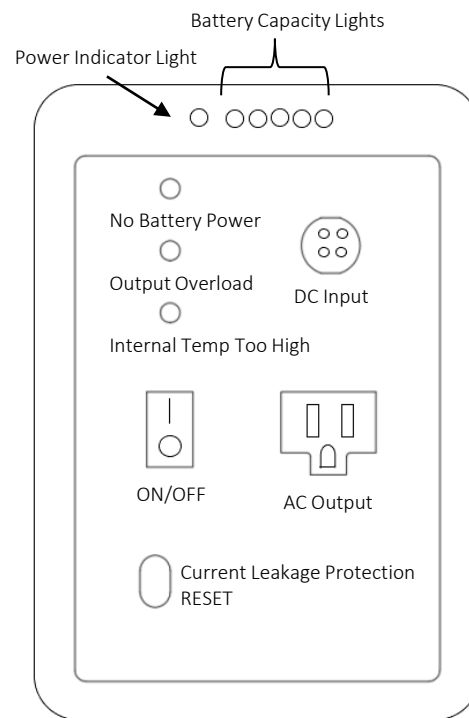 Battery Capacity Lights
Power Indicator Light
No Battery Power
Output Overload
DC Input
Internal Temp Too High
ON/OFF
AC Output
Current Leakage Protection
RESET